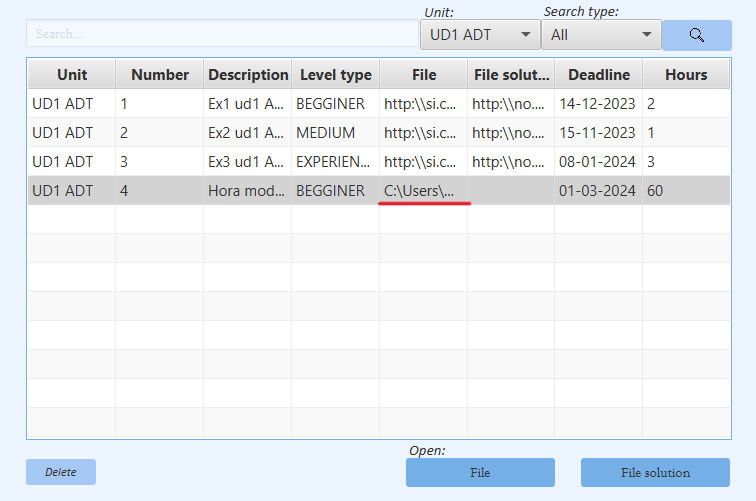 Unit:
Search type:
Search...
UD1 ADT
All
Unit Number Description Level type File File solut... Deadline Hours
UD1 ADT 1 Ex1 ud1 A... BEGGINER http:\\si.c... http:\\no.... 14-12-2023 2
UD1 ADT 2 Ex2 ud1 A... MEDIUM http:\\si.c... http:\\no.... 15-11-2023 1
UD1 ADT 3 Ex3 ud1 A... EXPERIEN... http:\\si.c... http:\\no.... 08-01-2024 3
UD1 ADT 4 Hora mod... BEGGINER C:\Users\... 01-03-2024 60
Open:
Delete
File
File solution